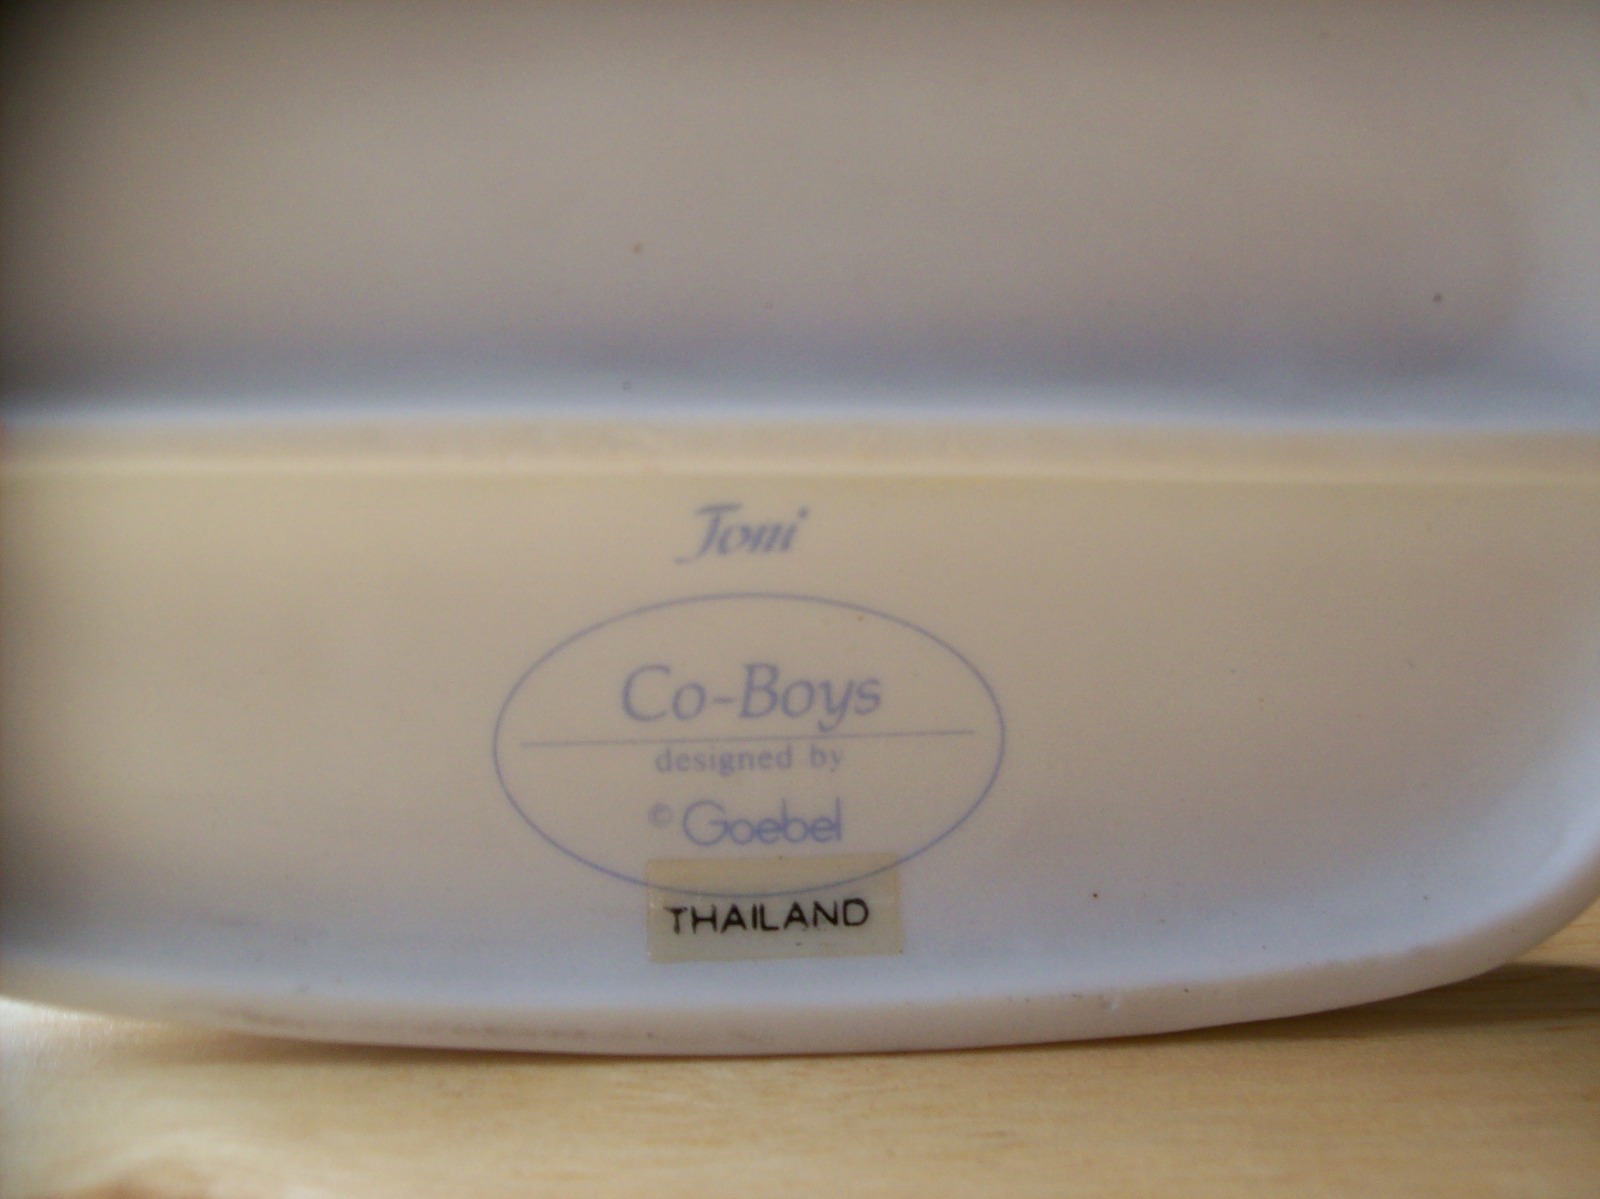 Toni
Co-Boys
designed by
© Goebel
THAILAND